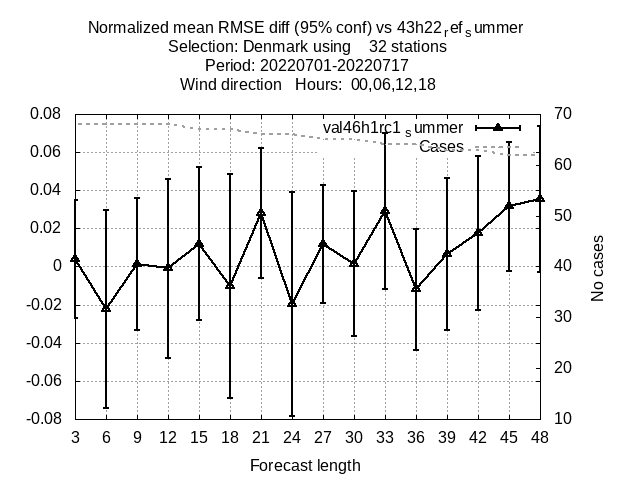 Normalized mean RMSE diff (95% conf) vs 43h22refsummer
Selection: Denmark using 32 stations
Period: 20220701-20220717
Wind direction Hours: 00,06,12,18
val46h1rc1summer
Cases
0.08
0.06
0.04
0.02
0
-0.02
-0.04
-0.06
-0.08
70
60
50
40
30
20
10
No cases
3 6 9 12 15 18 21 24 27 30 33 36 39 42 45 48
Forecast length